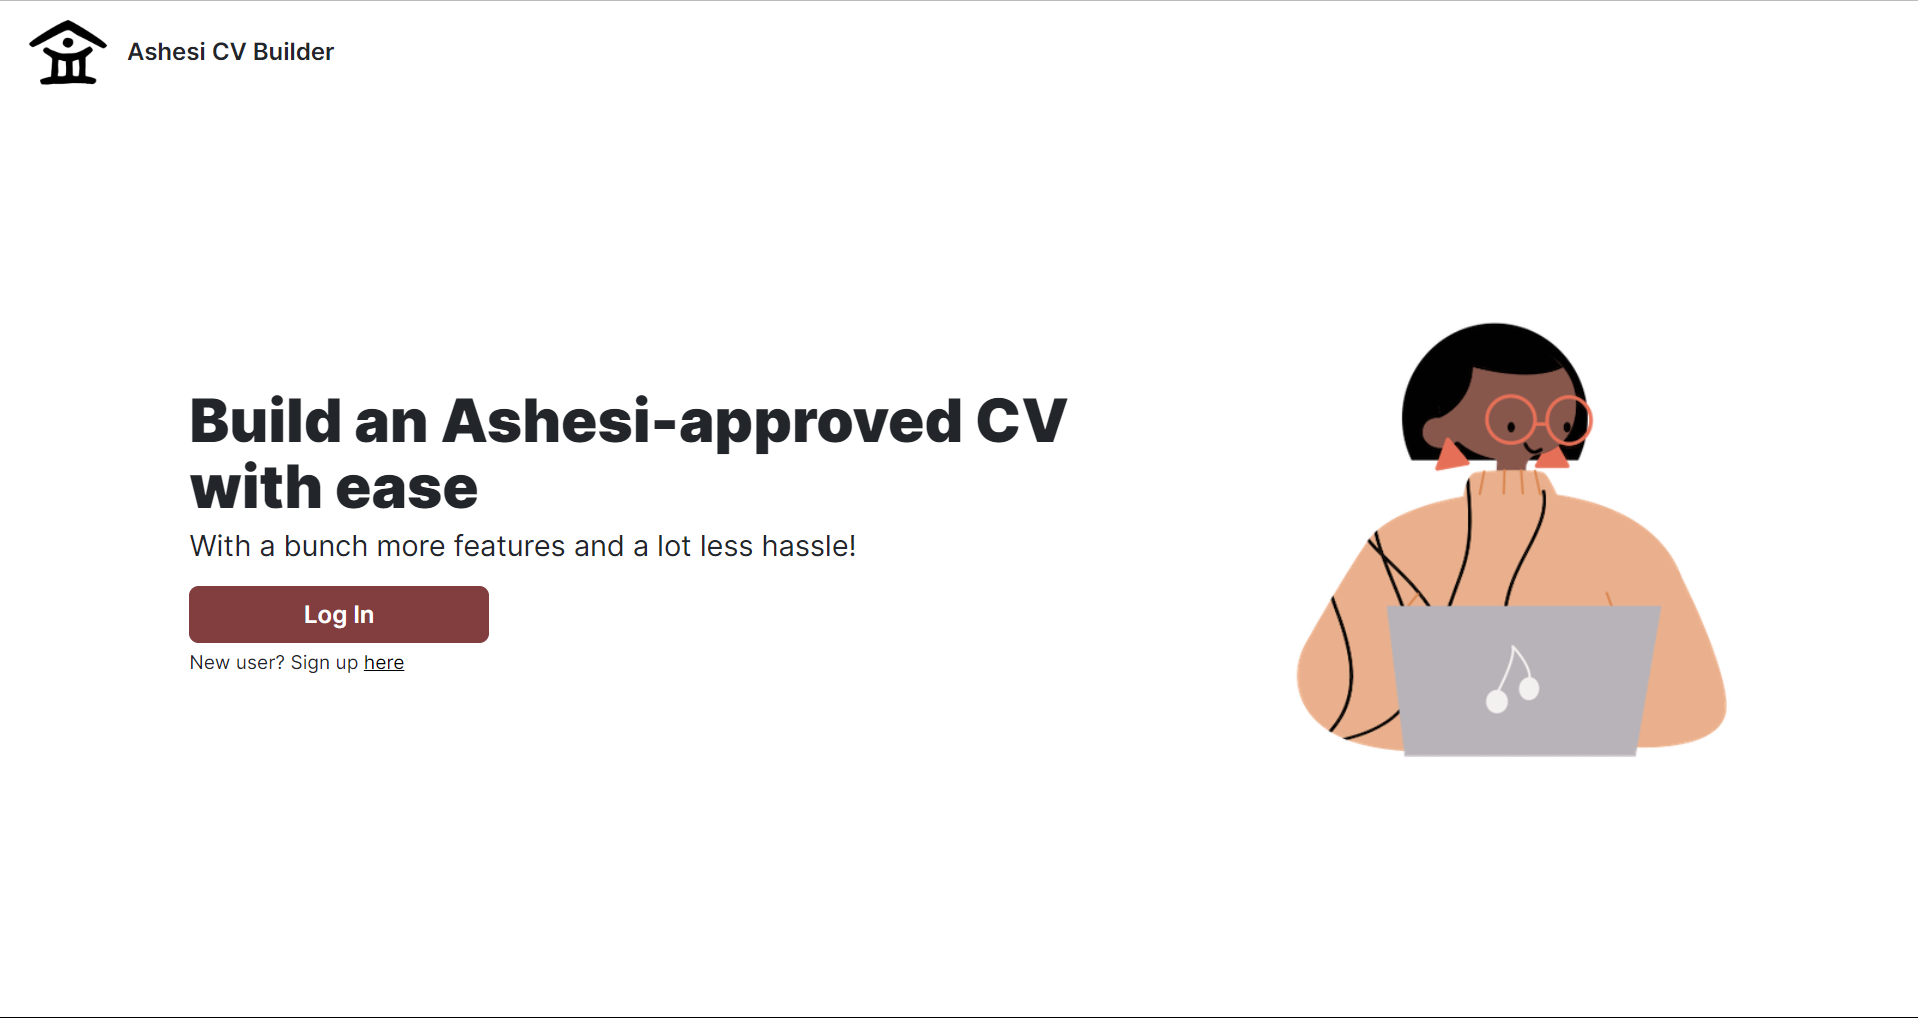 Ashesi CV Builder
Build an Ashesi-approved CV
with ease
With a bunch more features and a lot less hassle!
Log In
New user? Sign up here